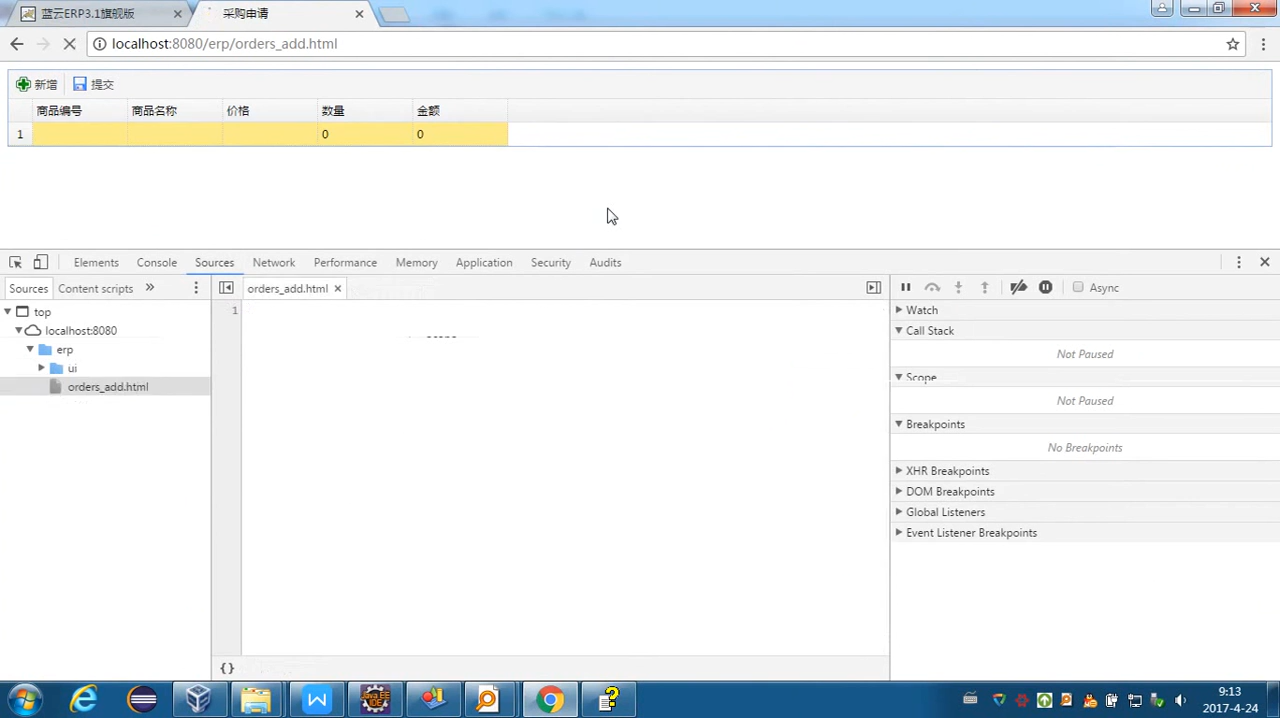 蓝云ERP3.1旗舰版
采购申请
localhost:8080/erp/orders_add.html
新增 提交
商品编号 商品名称 价格 数量 金额
1 0 0
Elements Console Sources Network Performance Memory Application Security Audits
Sources Content scripts » orders_add.html Async
top
localhost:8080
erp
ui
orders_add.html
1
{}
Watch
Call Stack
Not Paused
Scope
Not Paused
Breakpoints
No Breakpoints
XHR Breakpoints
DOM Breakpoints
Global Listeners
Event Listener Breakpoints
9:13
2017-4-24